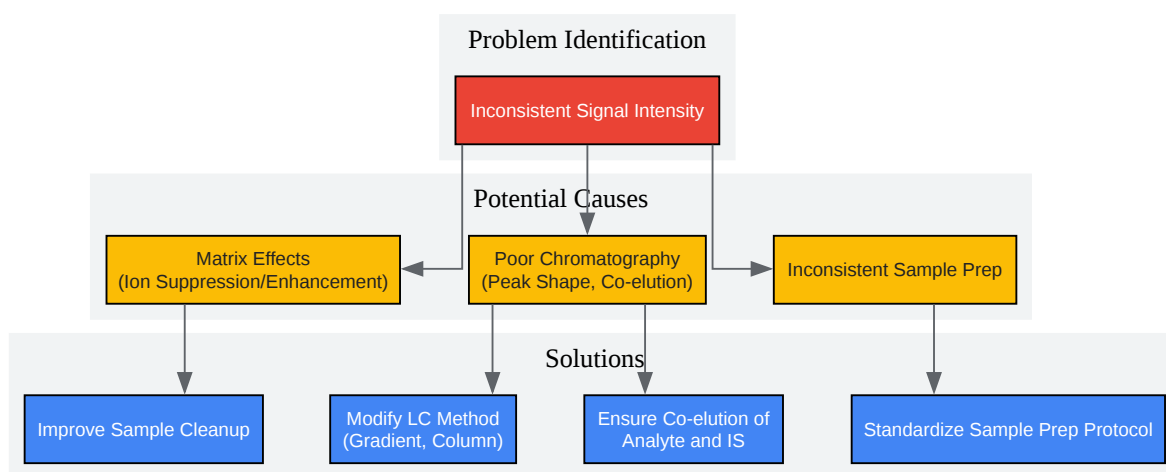 Problem Identification
Inconsistent Signal Intensity
Potential Causes
Matrix Effects
(Ion Suppression/Enhancement)
Poor Chromatography
(Peak Shape, Co-elution)
Inconsistent Sample Prep
Solutions
Improve Sample Cleanup
Modify LC Method
(Gradient, Column)
Ensure Co-elution of
Analyte and IS
Standardize Sample Prep Protocol